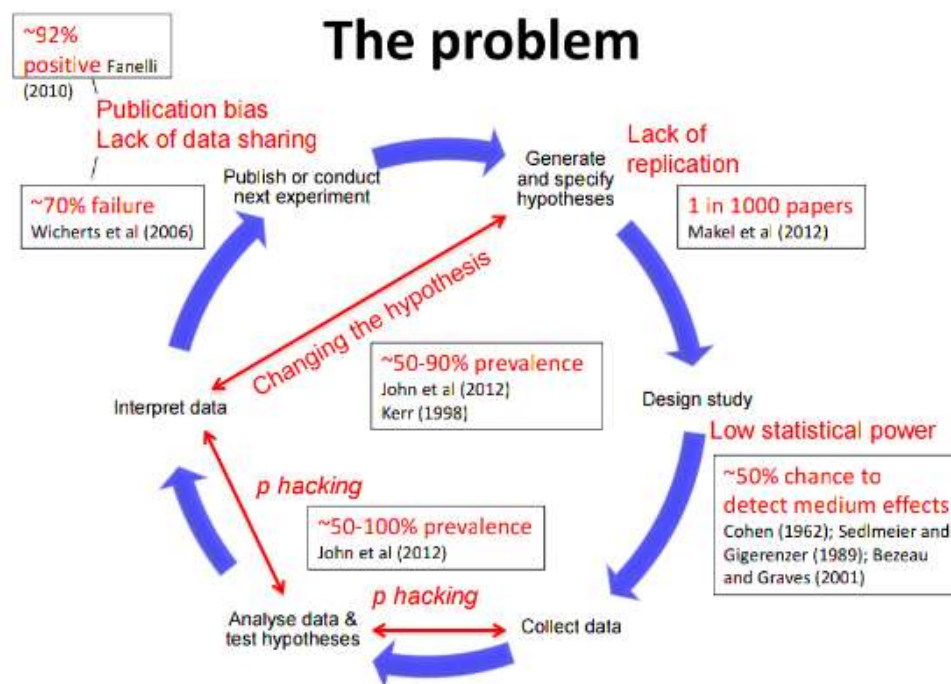 The problem
~92%
positive Fanelli
(2010)
Publication bias
Lack of data sharing
~70% failure
Wicherts et al (2006)
Publish or conduct
next experiment
Generate
and specify
hypotheses
Lack of
replication
1 in 1000 papers
Makel et al (2012)
Changing the hypothesis
~50-90% prevalence
John et al (2012)
Kerr (1998)
Interpret data
Design study
Low statistical power
~50% chance to
detect medium effects
Cohen (1962); Sedlmeier and
Gigerenzer (1989); Bezeau
and Graves (2001)
p hacking
~50-100% prevalence
John et al (2012)
Analyse data &
test hypotheses
p hacking
Collect data